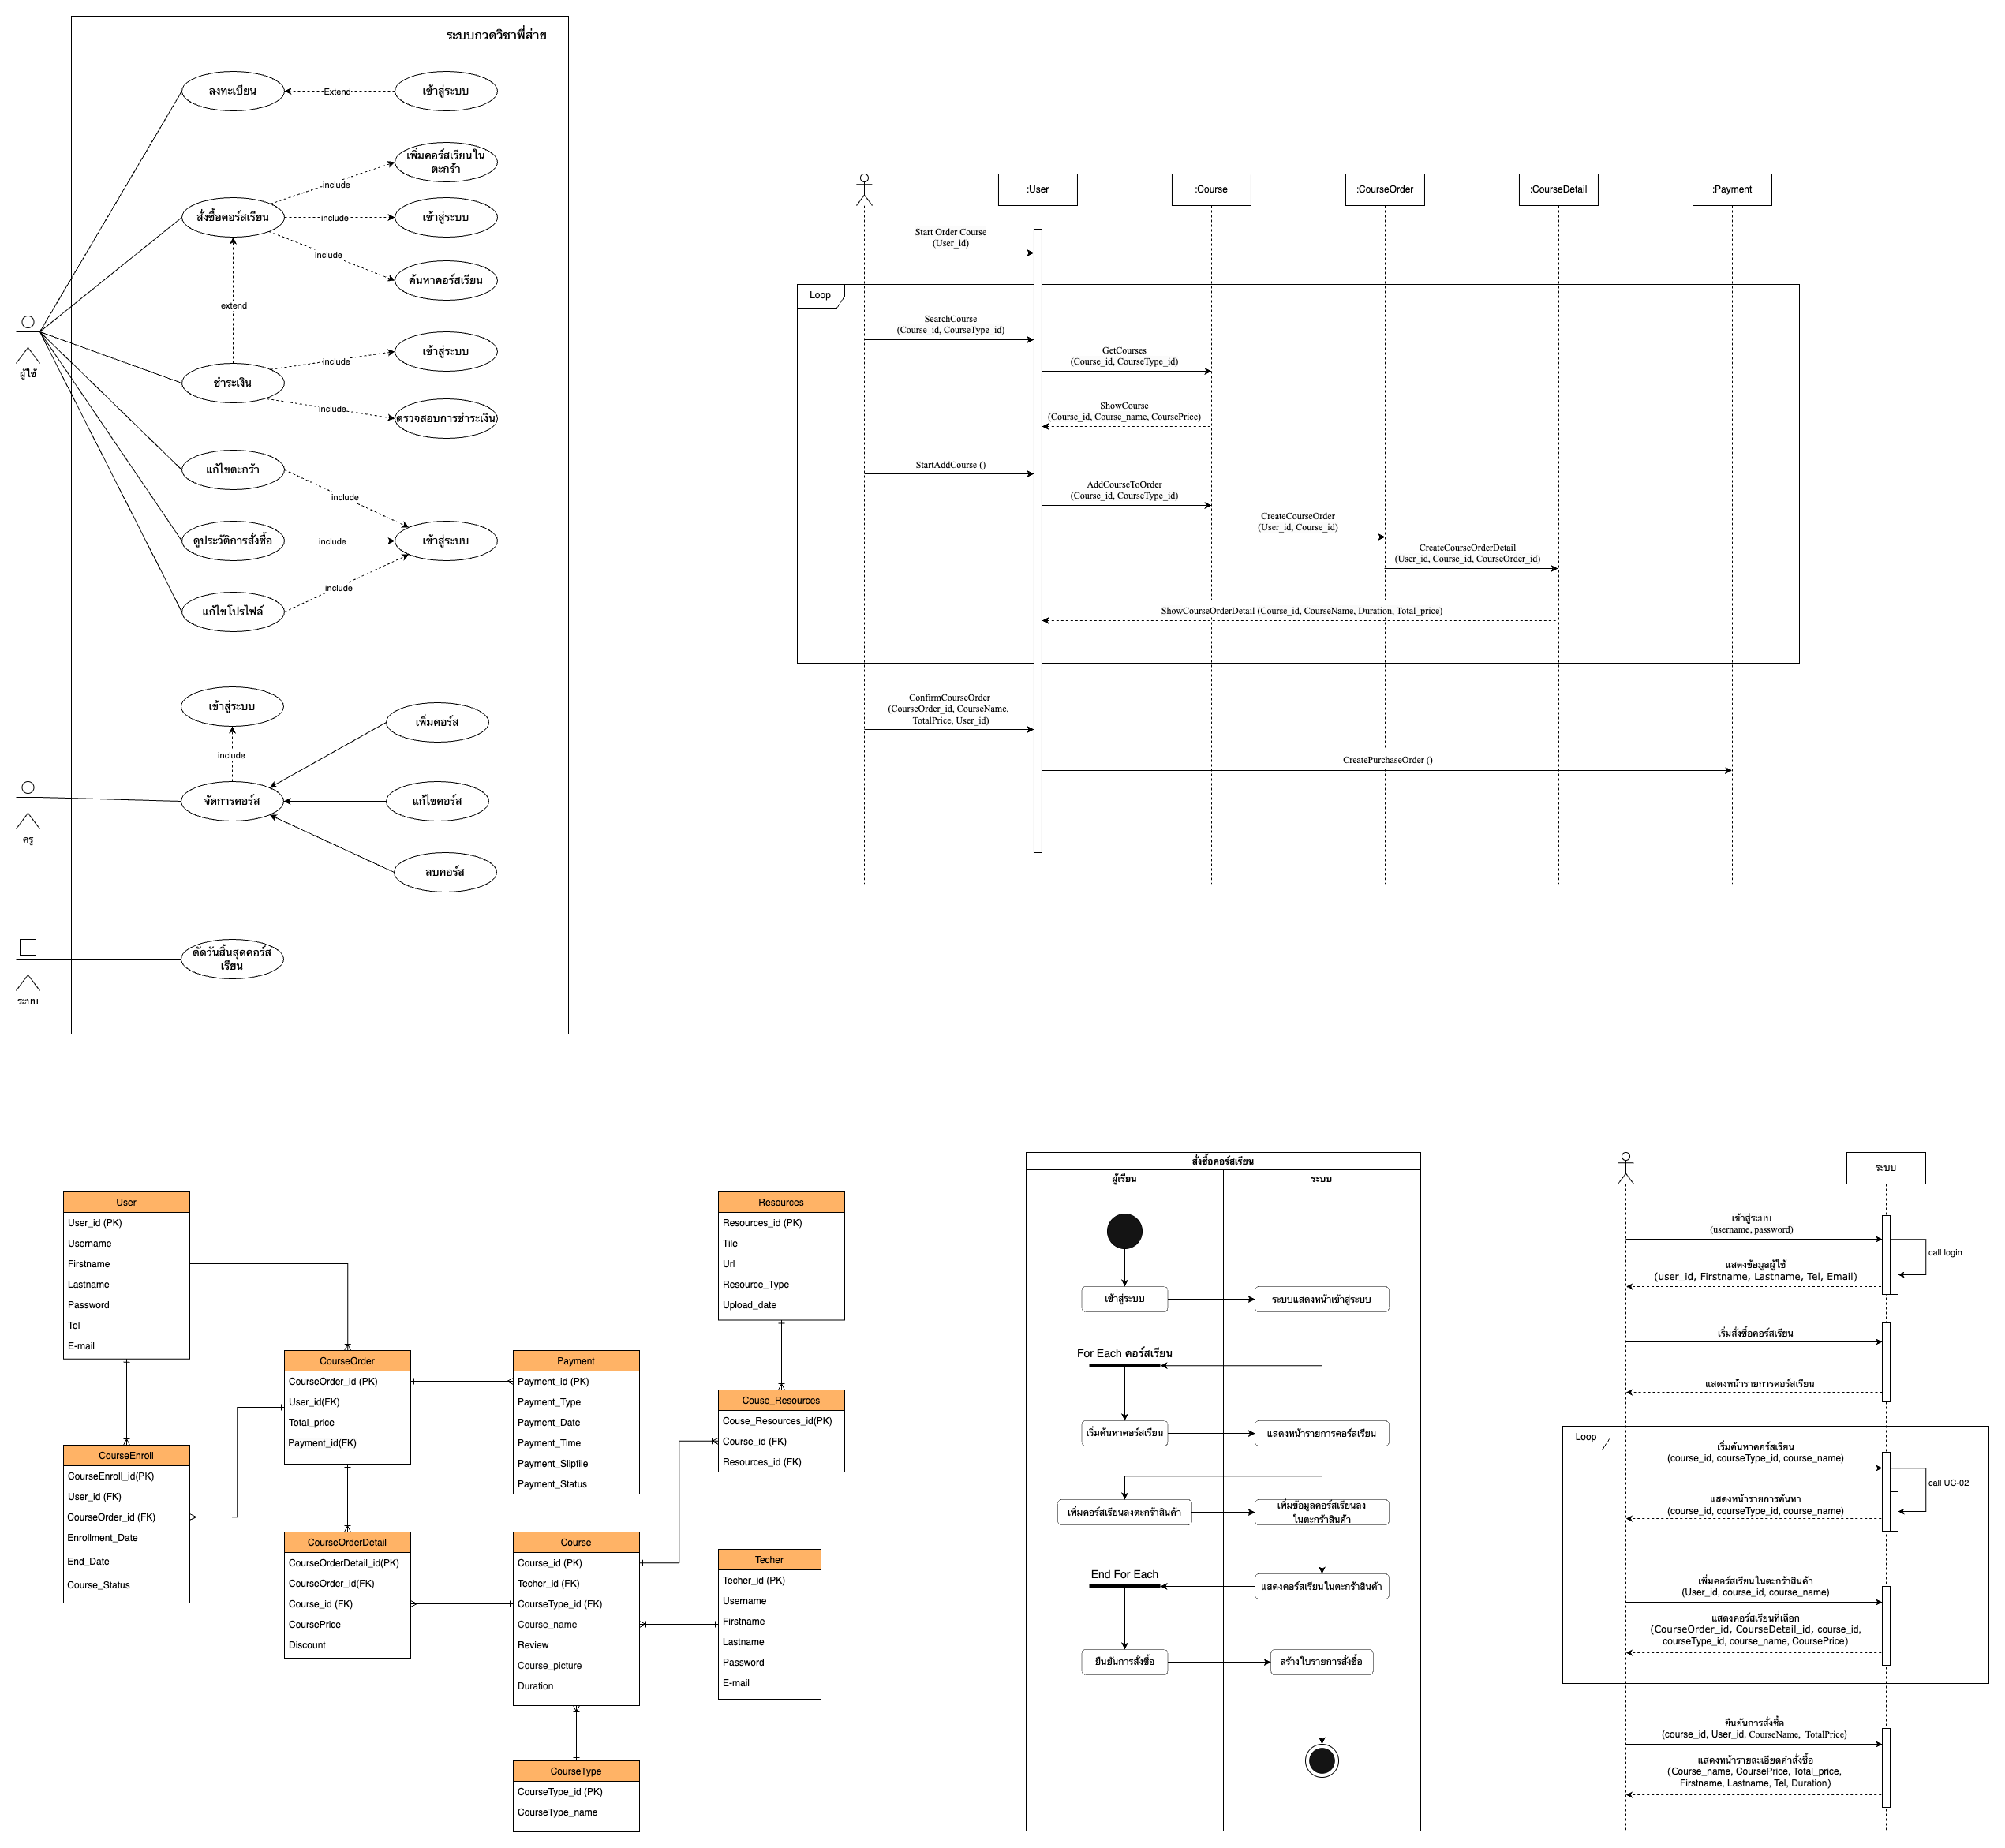 ระบบกวดวิชาพี่ส่าย
ลงทะเบียน
Extend
เข้าสู่ระบบ
เพิ่มคอร์สเรียนใน
ตะกร้า
include
สั่งซื้อคอร์สเรียน
include
เข้าสู่ระบบ
include
ค้นหาคอร์สเรียน
extend
ผู้ใช้
ชำระเงิน
include
เข้าสู่ระบบ
include
ตรวจสอบการชำระเงิน
แก้ไขตะกร้า
include
ดูประวัติการสั่งซื้อ
include
เข้าสู่ระบบ
แก้ไขโปรไฟล์
include
เข้าสู่ระบบ
include
เพิ่มคอร์ส
ครู
จัดการคอร์ส
แก้ไขคอร์ส
ลบคอร์ส
ระบบ
ตัดวันสิ้นสุดคอร์ส
เรียน
:User
:Course
:CourseOrder
:CourseDetail
:Payment
Start Order Course
(User_id)
Loop
SearchCourse
(Course_id, CourseType_id)
GetCourses
(Course_id, CourseType_id)
ShowCourse
(Course_id, Course_name, CoursePrice)
StartAddCourse ()
AddCourseToOrder
(Course_id, CourseType_id)
CreateCourseOrder
(User_id, Course_id)
CreateCourseOrderDetail
(User_id, Course_id, CourseOrder_id)
ShowCourseOrderDetail (Course_id, CourseName, Duration, Total_price)
ConfirmCourseOrder
(CourseOrder_id, CourseName,
TotalPrice, User_id)
CreatePurchaseOrder ()
User
User_id (PK)
Username
Firstname
Lastname
Password
Tel
E-mail
CourseEnroll
CourseEnroll_id(PK)
User_id (FK)
CourseOrder_id (FK)
Enrollment_Date
End_Date
Course_Status
CourseOrder
CourseOrder_id (PK)
User_id(FK)
Total_price
Payment_id(FK)
CourseOrderDetail
CourseOrderDetail_id(PK)
CourseOrder_id(FK)
Course_id (FK)
CoursPrice
Discount
Payment
Payment_id (PK)
Payment_Type
Payment_Date
Payment_Time
Payment_Slipfile
Payment_Status
Course
Course_id (PK)
Techer_id (FK)
CourseType_id (FK)
Course_name
Review
Course_picture
Duration
CourseType
CourseType_id (PK)
CourseType_name
Resources
Resources_id (PK)
Tile
Url
Resource_Type
Upload_date
Couse_Resources
Couse_Resources_id(PK)
Course_id (FK)
Resources_id (FK)
Techer
Techer_id (PK)
Username
Firstname
Lastname
Password
E-mail
สั่งซื้อคอร์สเรียน
ผู้เรียน
ระบบ
เข้าสู่ระบบ
ระบบแสดงหน้าเข้าสู่ระบบ
For Each คอร์สเรียน
เริ่มค้นหาคอร์สเรียน
แสดงหน้ารายการคอร์สเรียน
เพิ่มคอร์สเรียนลงตะกร้าสินค้า
เพิ่มข้อมูลคอร์สเรียนลง
ในตะกร้าสินค้า
End For Each
แสดงคอร์สเรียนในตะกร้าสินค้า
ยืนยันการสั่งซื้อ
สร้างใบรายการสั่งซื้อ
ระบบ
เข้าสู่ระบบ
(username, password)
call login
แสดงข้อมูลผู้ใช้
(user_id, Firstname, Lastname, Tel, Email)
เริ่มสั่งซื้อคอร์สเรียน
แสดงหน้ารายการคอร์สเรียน
Loop
เริ่มค้นหาคอร์สเรียน
(course_id, courseType_id, course_name)
call UC-02
แสดงหน้ารายการค้นหา
(course_id, courseType_id, course_name)
เพิ่มคอร์สเรียนในตะกร้าสินค้า
(User_id, course_id, course_name)
แสดงคอร์สเรียนที่เลือก
(CourseOrder_id, CourseDetail_id, course_id,
courseType_id, course_name, CoursePrice)
ยืนยันการสั่งซื้อ
(course_id, User_id, CourseName, TotalPrice)
แสดงหน้ารายละเอียดคำสั่งซื้อ
(Course_name, CoursePrice, Total_price,
Firstname, Lastname, Tel, Duration)